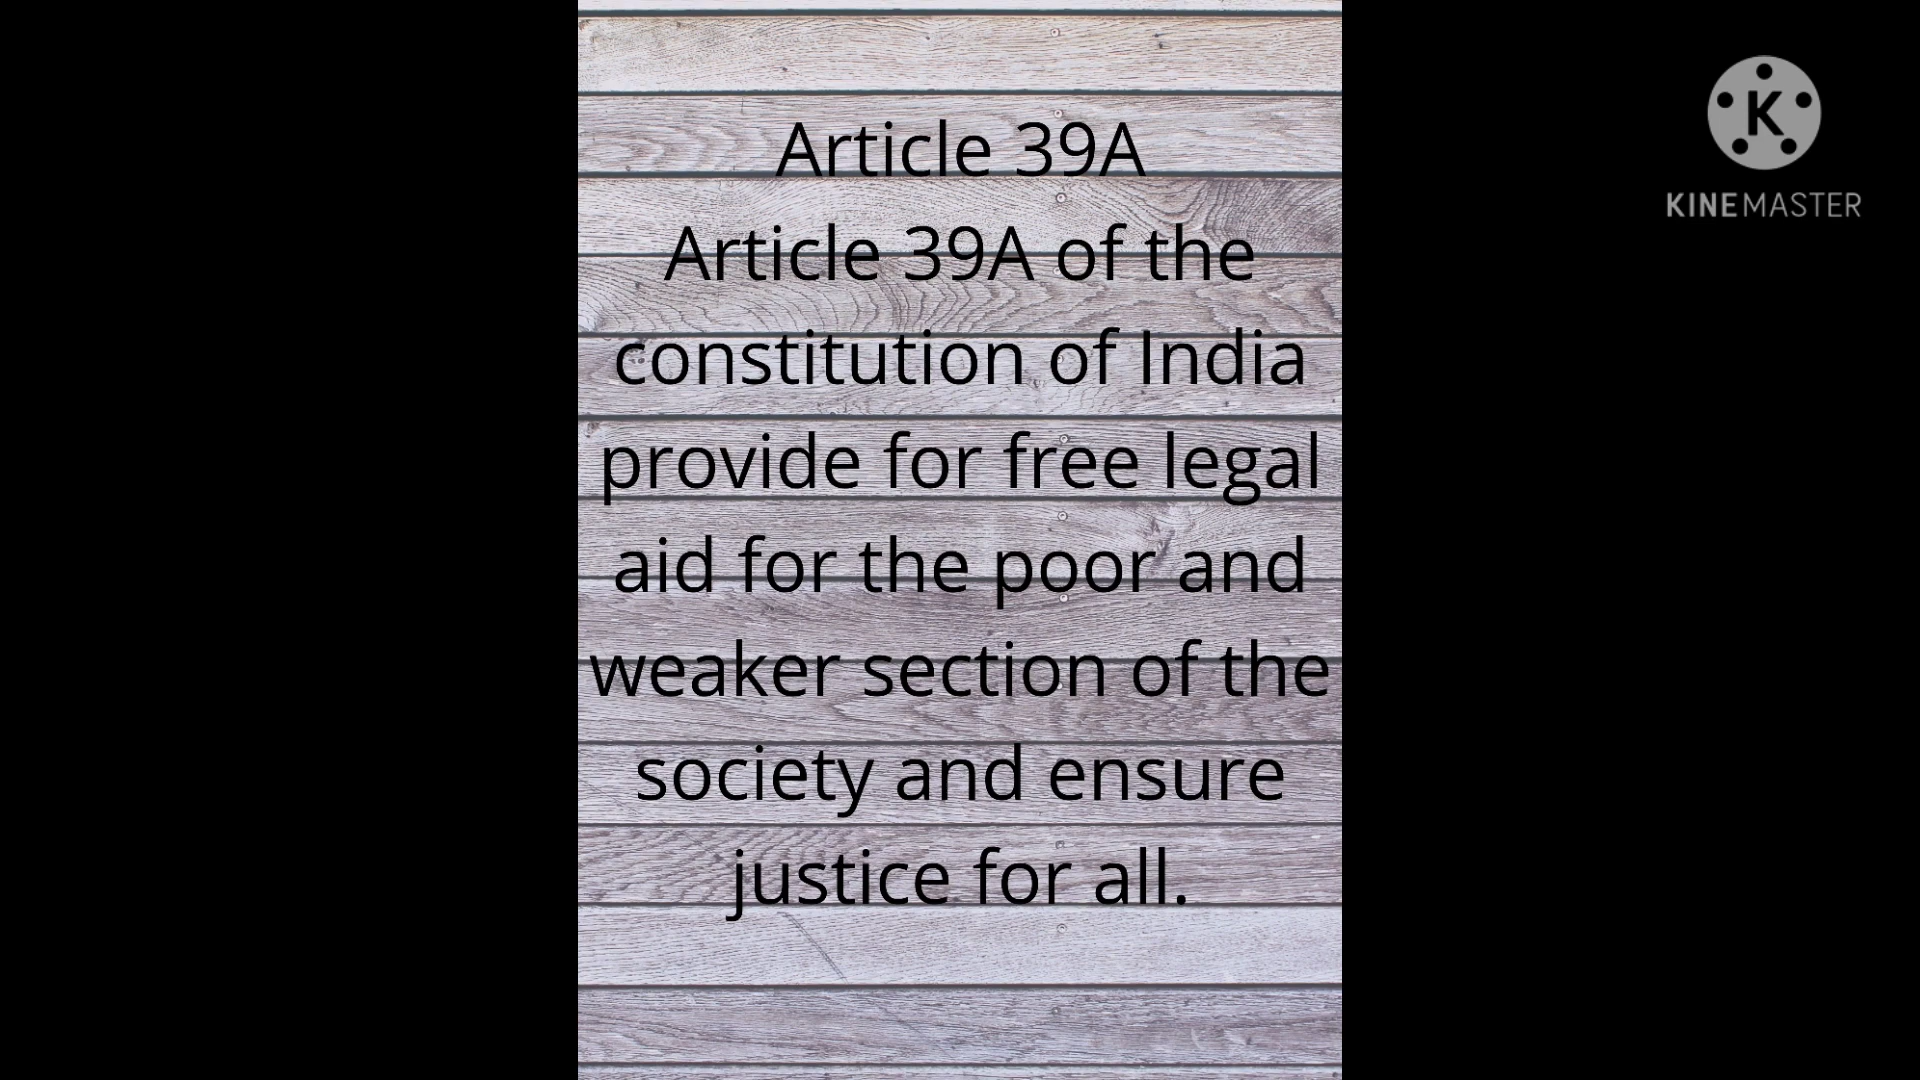 Article 39A
Article 39A of the
constitution of India
provide for free legal
aid for the poor and
weaker section of the
society and ensure
justice for all.
K
KINEMASTER